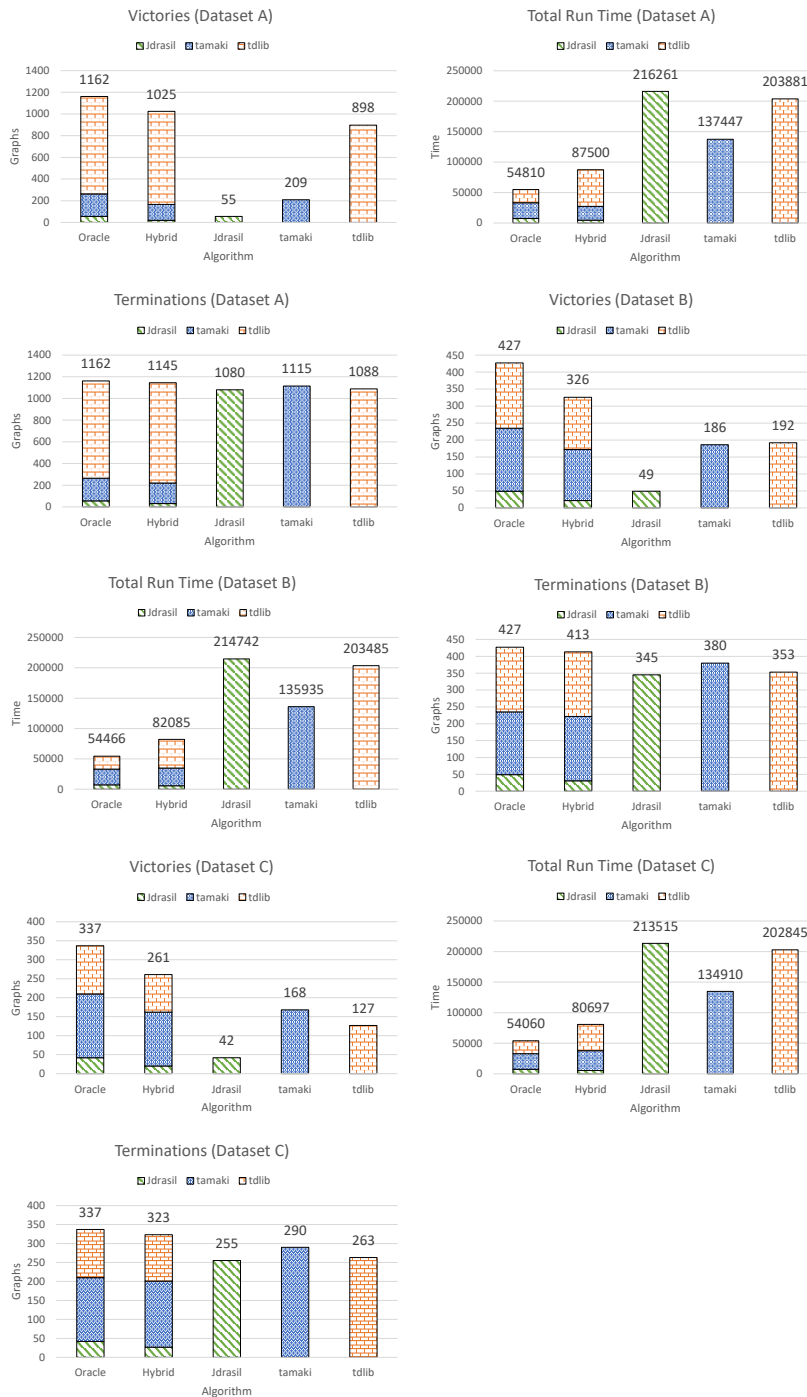 Victories (Dataset A)
Jdrasil tamaki tdlib
1400
1200
1000
800
600
400
200
0
Graphs
1162 1025 55 209 898
Oracle Hybrid Jdrasil tamaki tdlib
Algorithm
Total Run Time (Dataset A)
Jdrasil tamaki tdlib
250000
200000
150000
100000
50000
0
Time
54810 87500 216261 137447 203881
Oracle Hybrid Jdrasil tamaki tdlib
Algorithm
Terminations (Dataset A)
Jdrasil tamaki tdlib
1400
1200
1000
800
600
400
200
0
Graphs
1162 1145 1080 1115 1088
Oracle Hybrid Jdrasil tamaki tdlib
Algorithm
Victories (Dataset B)
Jdrasil tamaki tdlib
450
400
350
300
250
200
150
100
50
0
Graphs
427 326 49 186 192
Oracle Hybrid Jdrasil tamaki tdlib
Algorithm
Total Run Time (Dataset B)
Jdrasil tamaki tdlib
250000
200000
150000
100000
50000
0
Time
54466 82085 214742 135935 203485
Oracle Hybrid Jdrasil tamaki tdlib
Algorithm
Terminations (Dataset B)
Jdrasil tamaki tdlib
450
400
350
300
250
200
150
100
50
0
Graphs
427 413 345 380 353
Oracle Hybrid Jdrasil tamaki tdlib
Algorithm
Victories (Dataset C)
Jdrasil tamaki tdlib
400
350
300
250
200
150
100
50
0
Graphs
337 261 42 168 127
Oracle Hybrid Jdrasil tamaki tdlib
Algorithm
Total Run Time (Dataset C)
Jdrasil tamaki tdlib
250000
200000
150000
100000
50000
0
Time
54060 80697 213515 134910 202845
Oracle Hybrid Jdrasil tamaki tdlib
Algorithm
Terminations (Dataset C)
Jdrasil tamaki tdlib
400
350
300
250
200
150
100
50
0
Graphs
337 323 255 290 263
Oracle Hybrid Jdrasil tamaki tdlib
Algorithm